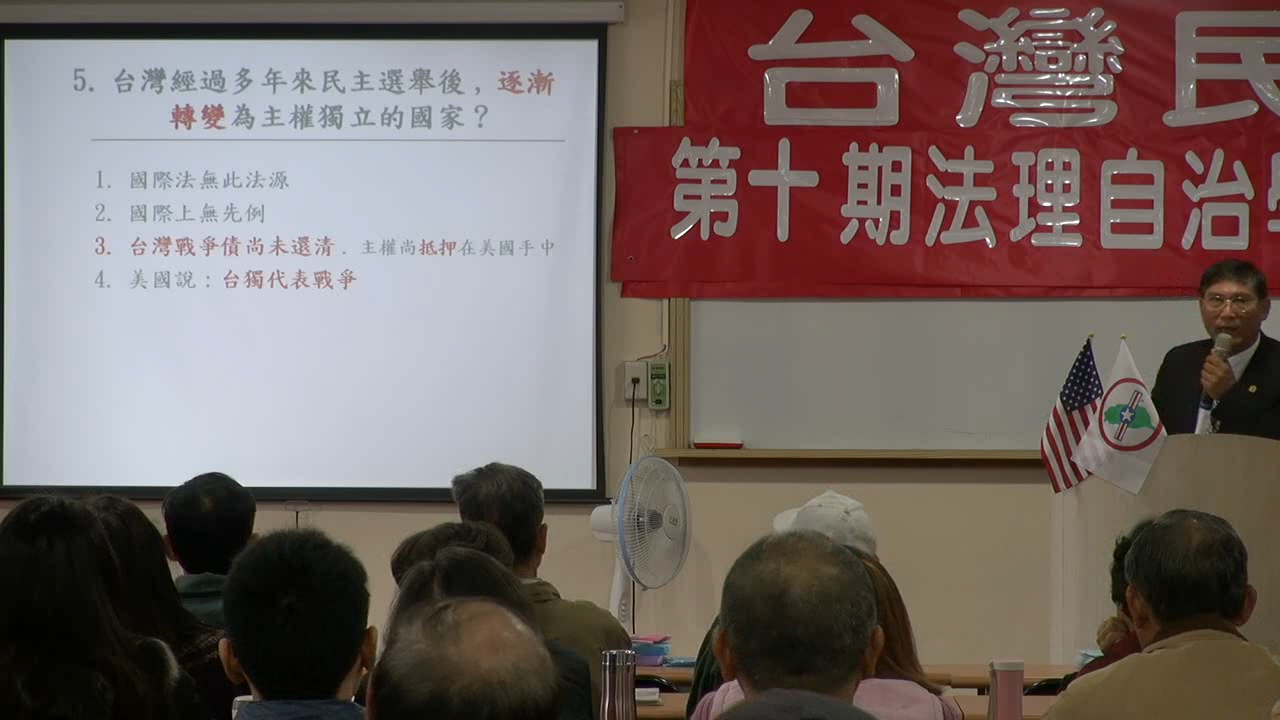 5. 台灣經過多年來民主選舉後，逐漸
轉變為主權獨立的國家？
1. 國際法無此法源
2. 國際上無先例
3. 台灣戰爭債尚未還清．主權尚抵押在美國手中
4. 美國說：台獨代表戰爭
台灣民
第十期法理自治學